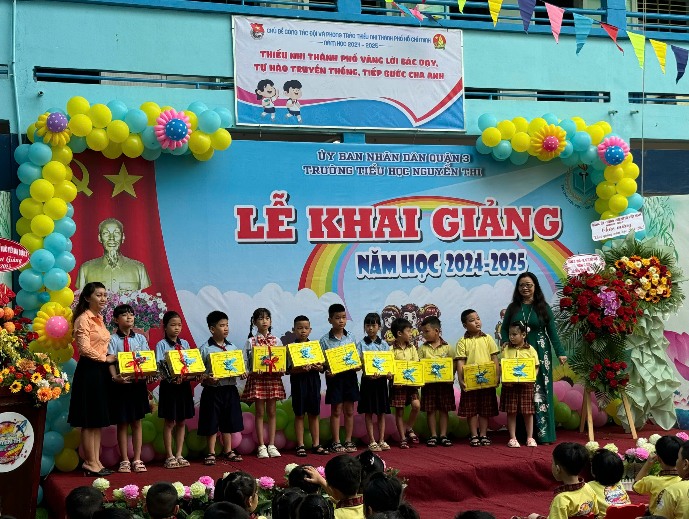 CHỦ ĐỀ CÔNG TÁC ĐỘI VÀ PHONG TRÀO THIẾU NHI THÀNH PHỐ HỒ CHÍ MINH
NĂM HỌC 2024 - 2025
THIẾU NHI THÀNH PHỐ VÂNG LỜI BÁC DẠY,
TỰ HÀO TRUYỀN THỐNG, TIẾP BƯỚC CHA ANH
ỦY BAN NHÂN DÂN QUẬN 3
TRƯỜNG TIỂU HỌC NGUYỄN THI
LỄ KHAI GIẢNG
NĂM HỌC 2024-2025